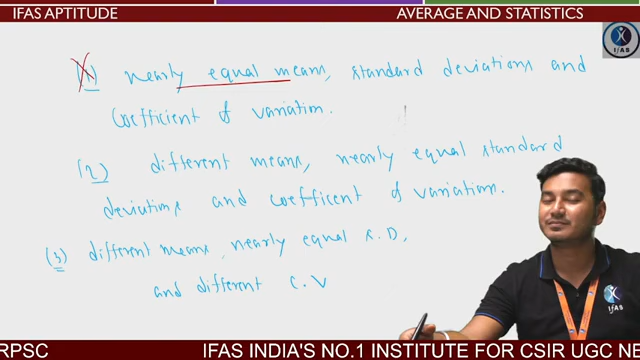 IFAS APTITUDE
AVERAGE AND STATISTICS
IFAS
(1) nearly equal means, standard deviations and
coefficient of variation.
(2) different means, nearly equal standard
deviations and coefficent of variation.
(3) different means, nearly equal S.D,
and different C.V
IFAS
RPSC
IFAS INDIA'S NO.1 INSTITUTE FOR CSIR UGC NE